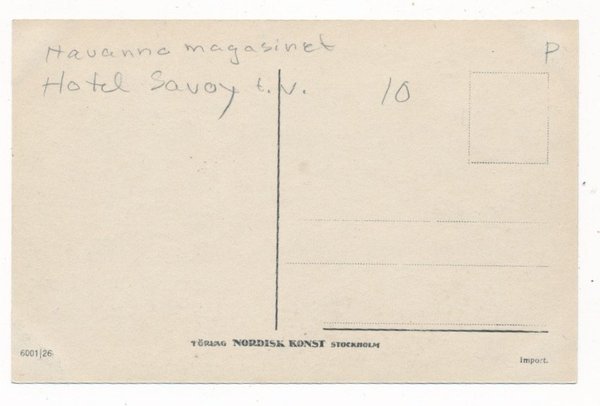 Havanna magasinet
P
Hotel Savoy t.v.
10
FÖRLAG NORDISK KONST STOCKHOLM
6001/26
Import.